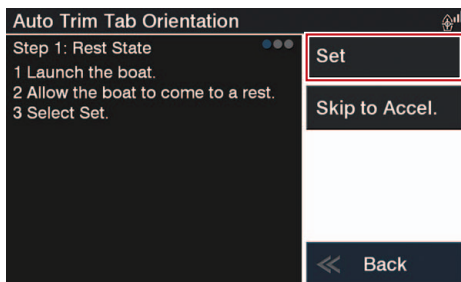 Auto Trim Tab Orientation
Step 1: Rest State
1 Launch the boat.
2 Allow the boat to come to a rest.
3 Select Set.
Set
Skip to Accel.
Back